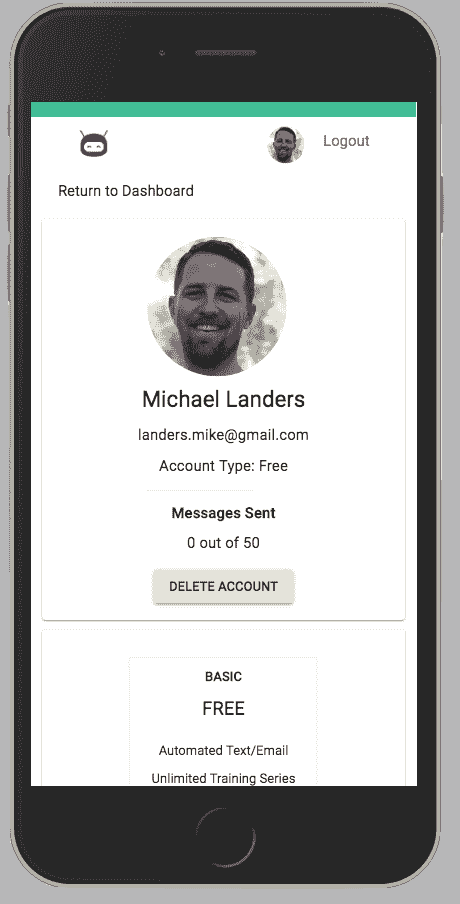 Logout
Return to Dashboard
Michael Landers
landers.mike@gmail.com
Account Type: Free
Messages Sent
0 out of 50
DELETE ACCOUNT
BASIC
FREE
Automated Text/Email
Unlimited Training Series